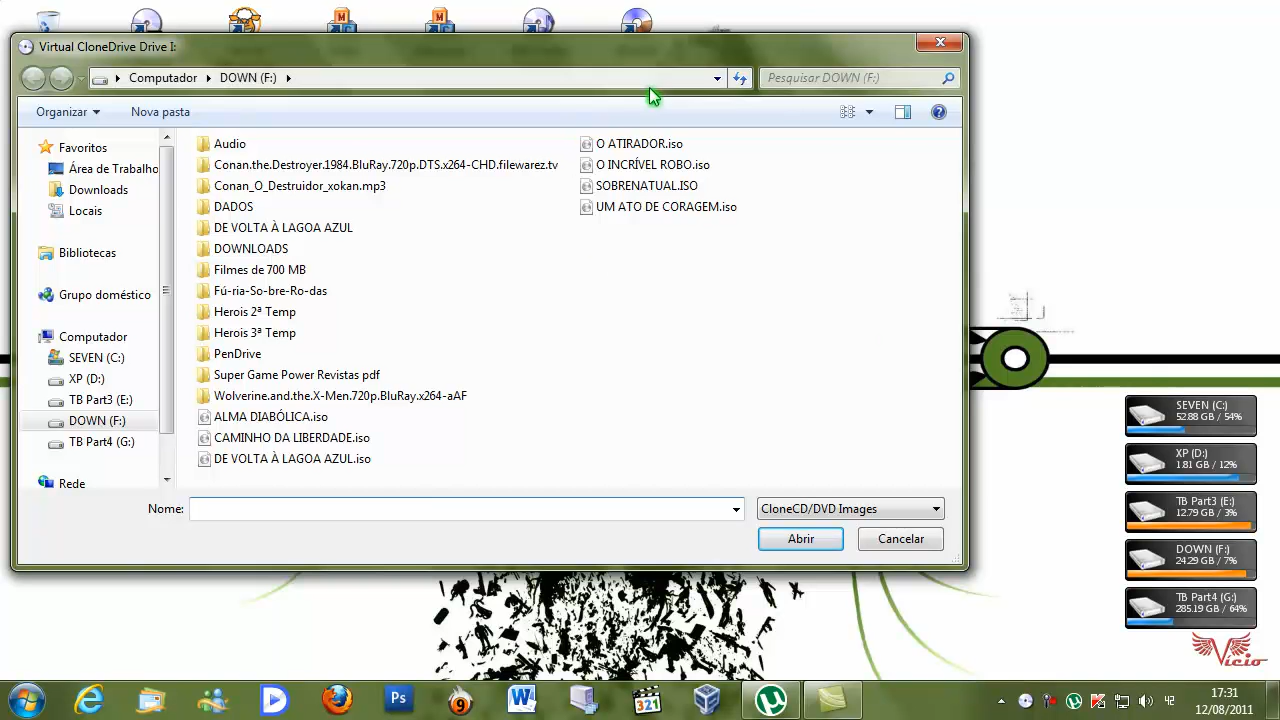 Virtual CloneDrive Drive I:
Computador DOWN (F:)
Pesquisar DOWN (F:)
Organizar Nova pasta
Favoritos
Área de Trabalho
Downloads
Locais
Bibliotecas
Grupo doméstico
Computador
SEVEN (C:)
XP (D:)
TB Part3 (E:)
DOWN (F:)
TB Part4 (G:)
Rede
Audio
Conan.the.Destroyer.1984.BluRay.720p.DTS.x264-CHD.filewarez.tv
Conan_O_Destruidor_xokan.mp3
DADOS
DE VOLTA À LAGOA AZUL
DOWNLOADS
Filmes de 700 MB
Fú-ria-So-bre-Ro-das
Herois 2ª Temp
Herois 3ª Temp
PenDrive
Super Game Power Revistas pdf
Wolverine.and.the.X-Men.720p.BluRay.x264-aAF
ALMA DIABÓLICA.iso
CAMINHO DA LIBERDADE.iso
DE VOLTA À LAGOA AZUL.iso
O ATIRADOR.iso
O INCRÍVEL ROBO.iso
SOBRENATUAL.ISO
UM ATO DE CORAGEM.iso
Nome:
CloneCD/DVD Images
Abrir
Cancelar
SEVEN (C:)
52.88 GB / 54%
XP (D:)
1.81 GB / 12%
TB Part3 (E:)
12.79 GB / 3%
DOWN (F:)
24.29 GB / 7%
TB Part4 (G:)
285.19 GB / 64%
Vicio
Ps
9
W
321
42
17:31
12/08/2011